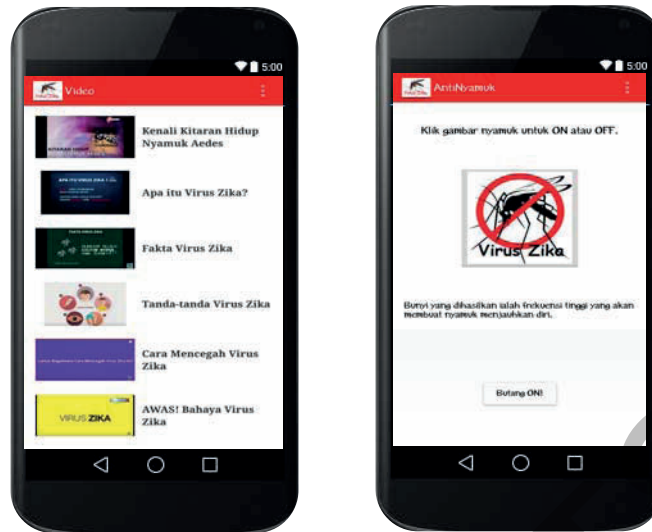 5:00
Video
Kenali Kitaran Hidup
Nyamuk Aedes
KITARAN HIDUP
Apa itu Virus Zika?
Fakta Virus Zika
Tanda-tanda Virus Zika
Cara Mencegah Virus
Zika
VIRUS ZIKA
AWAS! Bahaya Virus
Zika
5:00
AntiNyamuk
Klik gambar nyamuk untuk ON atau OFF.
Virus Zika
Bunyi yang dihasilkan ialah frekuensi tinggi yang akan
membuat nyamuk menjauhkan diri.
Butang ON!